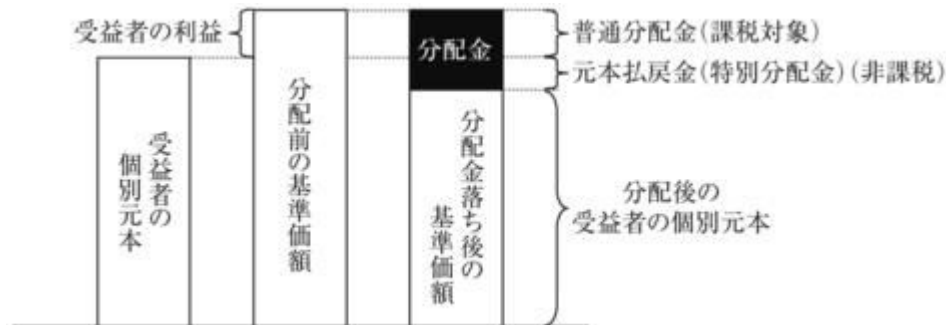 受益者の利益
分配金
普通分配金(課税対象)
元本払戻金(特別分配金)(非課税)
受益者の
個別元本
分配前の基準価額
分配金落ち後の
基準価額
分配後の
受益者の個別元本